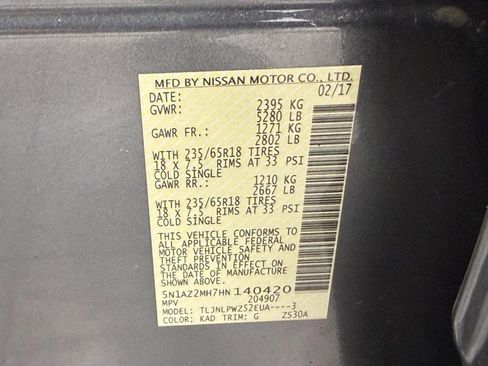 MFD BY NISSAN MOTOR CO., LTD.
DATE: 02/17
GVWR: 2395 KG
5280 LB
GAWR FR.: 1271 KG
2802 LB
WITH 235/65R18 TIRES
18 X 7.5 RIMS AT 33 PSI
COLD SINGLE
GAWR RR.: 1210 KG
2667 LB
WITH 235/65R18 TIRES
18 X 7.5 RIMS AT 33 PSI
COLD SINGLE
THIS VEHICLE CONFORMS TO
ALL APPLICABLE FEDERAL
MOTOR VEHICLE SAFETY AND
THEFT PREVENTION
STANDARDS IN EFFECT ON
THE DATE OF MANUFACTURE
SHOWN ABOVE.
5N1AZ2MH7HN 140420
MPV 204907
MODEL: TLJNLPWZ52EUA----3
COLOR: KAD TRIM: G ZS30A